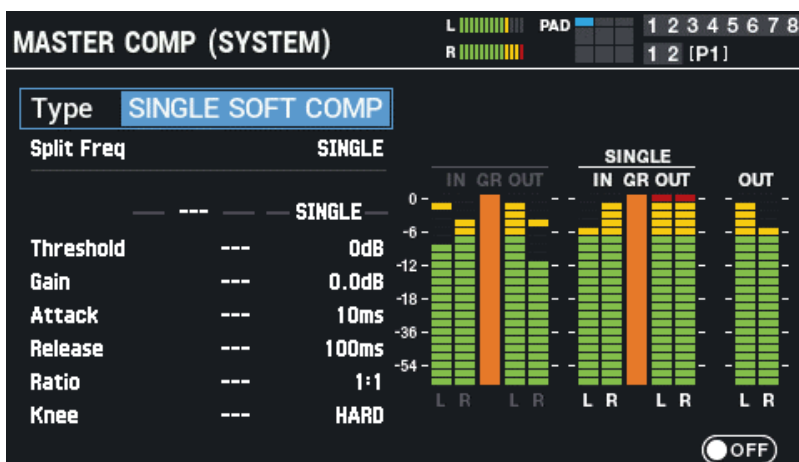 MASTER COMP (SYSTEM)
L
R
PAD
1 2 3 4 5 6 7 8
1 2 [P1]
Type SINGLE SOFT COMP
Split Freq SINGLE
--- SINGLE
Threshold --- 0dB
Gain --- 0.0dB
Attack --- 10ms
Release --- 100ms
Ratio --- 1:1
Knee --- HARD
SINGLE
IN GR OUT IN GR OUT OUT
0
-6
-12
-18
-36
-54
L R L R L R L R L R
OFF